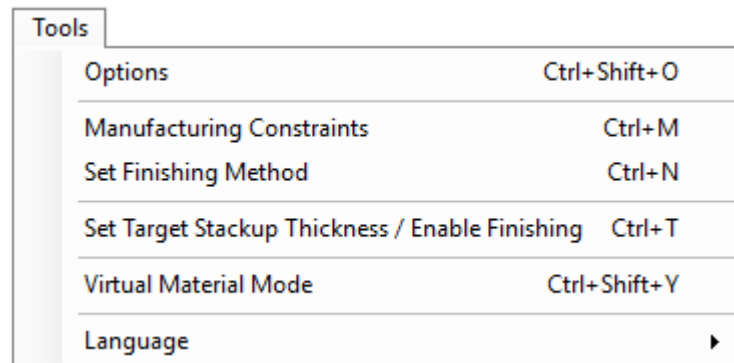 Tools
Options Ctrl+Shift+O
Manufacturing Constraints Ctrl+M
Set Finishing Method Ctrl+N
Set Target Stackup Thickness / Enable Finishing Ctrl+T
Virtual Material Mode Ctrl+Shift+Y
Language